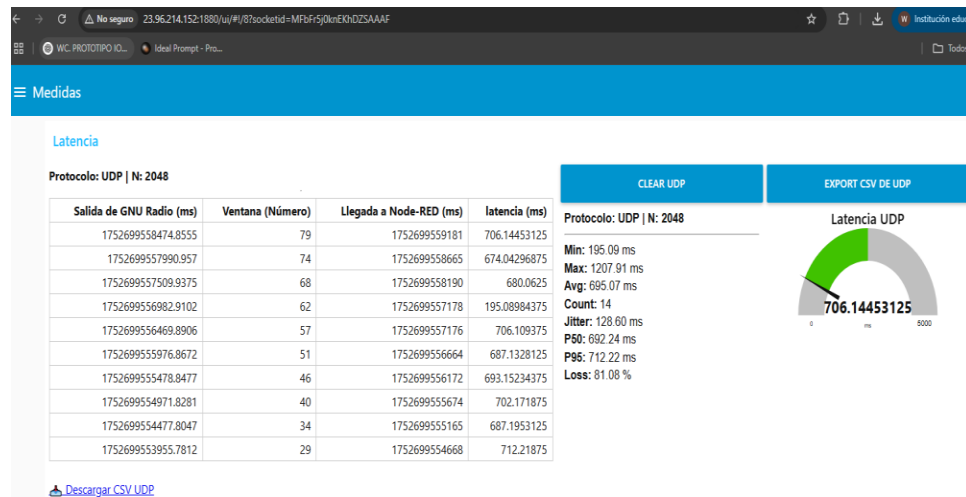 No seguro 23.96.214.152:1880/ui/#!/8?socketid=MFbFr5j0knEKhDZSAAAF
W Institución edu
WC. PROTOTIPO IO... Ideal Prompt - Pro...
Todos
Medidas
Latencia
Protocolo: UDP | N: 2048
Salida de GNU Radio (ms) Ventana (Número) Llegada a Node-RED (ms) latencia (ms)
1752699558474.8555 79 1752699559181 706.14453125
1752699557990.957 74 1752699558665 674.04296875
1752699557509.9375 68 1752699558190 680.0625
1752699556982.9102 62 1752699557178 195.08984375
1752699556469.8906 57 1752699557176 706.109375
1752699555976.8672 51 1752699556664 687.1328125
1752699555478.8477 46 1752699556172 693.15234375
1752699554971.8281 40 1752699555674 702.171875
1752699554477.8047 34 1752699555165 687.1953125
1752699553955.7812 29 1752699554668 712.21875
Descargar CSV UDP
CLEAR UDP
EXPORT CSV DE UDP
Protocolo: UDP | N: 2048
Min: 195.09 ms
Max: 1207.91 ms
Avg: 695.07 ms
Count: 14
Jitter: 128.60 ms
P50: 692.24 ms
P95: 712.22 ms
Loss: 81.08 %
Latencia UDP
706.14453125
0 ms 5000